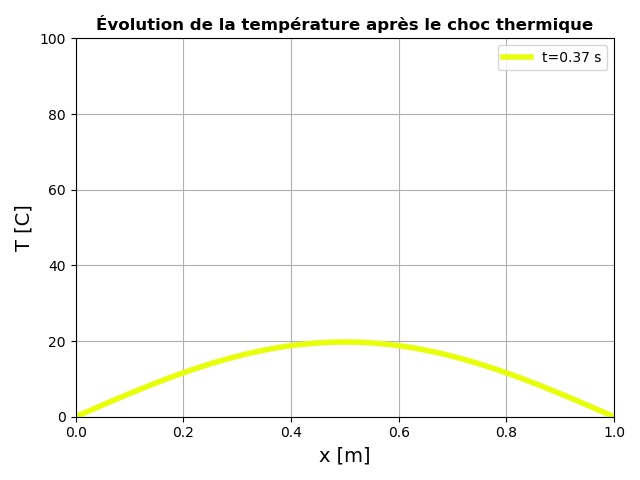 Évolution de la température après le choc thermique
t=0.37 s
100
80
60
40
20
0
T [C]
0.0 0.2 0.4 0.6 0.8 1.0
x [m]